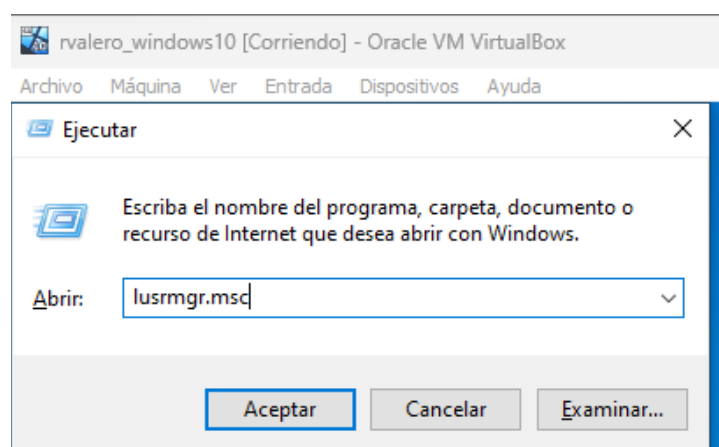 rvalero_windows10 [Corriendo] - Oracle VM VirtualBox
Archivo Máquina Ver Entrada Dispositivos Ayuda
Ejecutar
Escriba el nombre del programa, carpeta, documento o
recurso de Internet que desea abrir con Windows.
Abrir: lusrmgr.msc
Aceptar Cancelar Examinar...